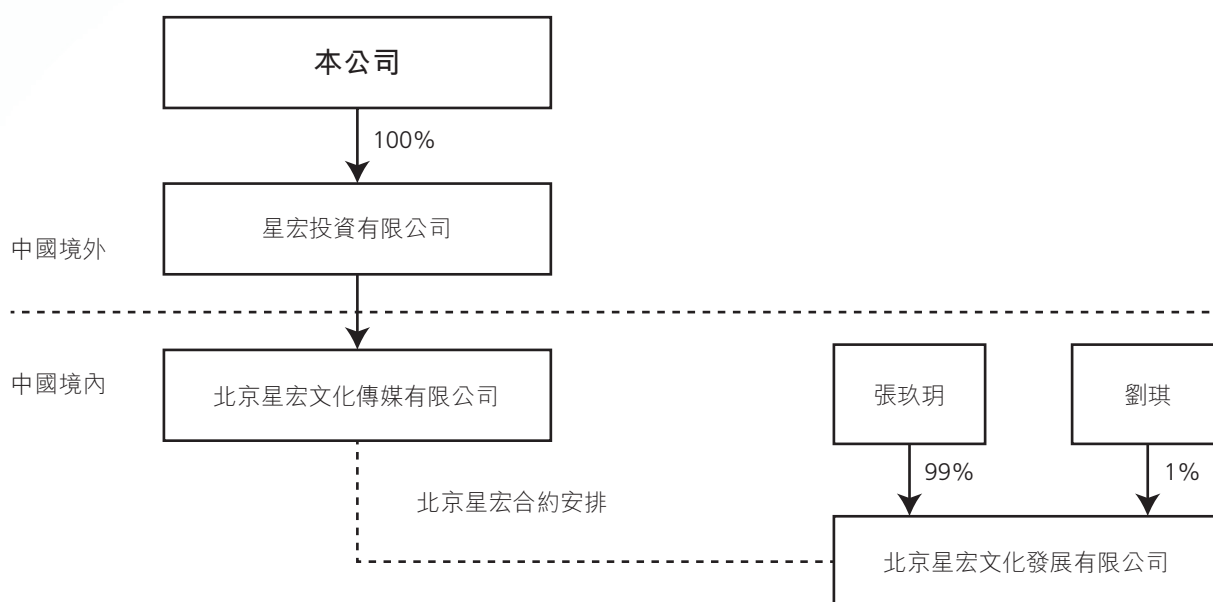 本公司
100%
星宏投資有限公司
中國境外
中國境內
北京星宏文化傳媒有限公司
張玖玥
劉琪
99%
1%
北京星宏合約安排
北京星宏文化發展有限公司